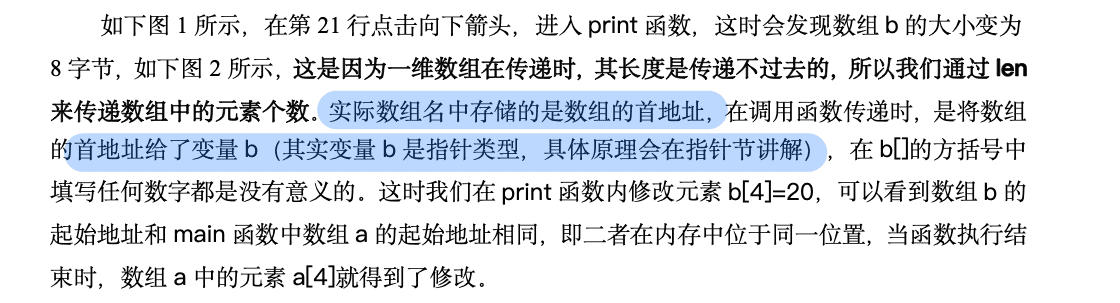 如下图 1 所示，在第 21 行点击向下箭头，进入 print 函数，这时会发现数组 b 的大小变为
8 字节，如下图 2 所示，这是因为一维数组在传递时，其长度是传递不过去的，所以我们通过 len
来传递数组中的元素个数。实际数组名中存储的是数组的首地址，在调用函数传递时，是将数组
的首地址给了变量 b（其实变量 b 是指针类型，具体原理会在指针节讲解），在 b[]的方括号中
填写任何数字都是没有意义的。这时我们在 print 函数内修改元素 b[4]=20，可以看到数组 b 的
起始地址和 main 函数中数组 a 的起始地址相同，即二者在内存中位于同一位置，当函数执行结
束时，数组 a 中的元素 a[4]就得到了修改。